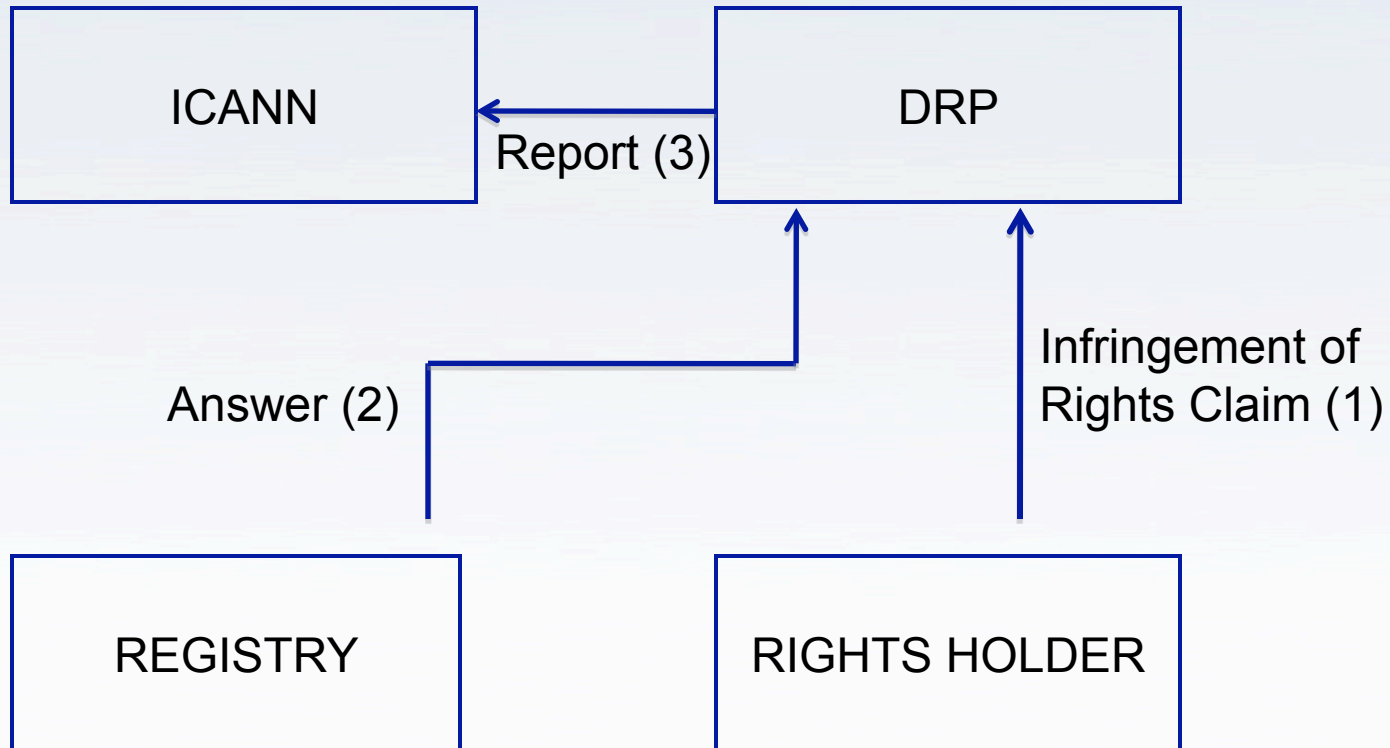 ICANN
DRP
Report (3)
Answer (2)
Infringement of
Rights Claim (1)
REGISTRY
RIGHTS HOLDER